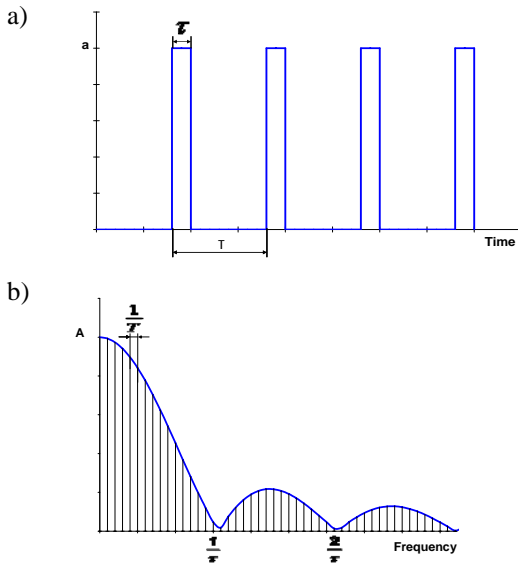 a)
τ
a
T
Time
b)
1/T
A
1/τ
2/τ
Frequency